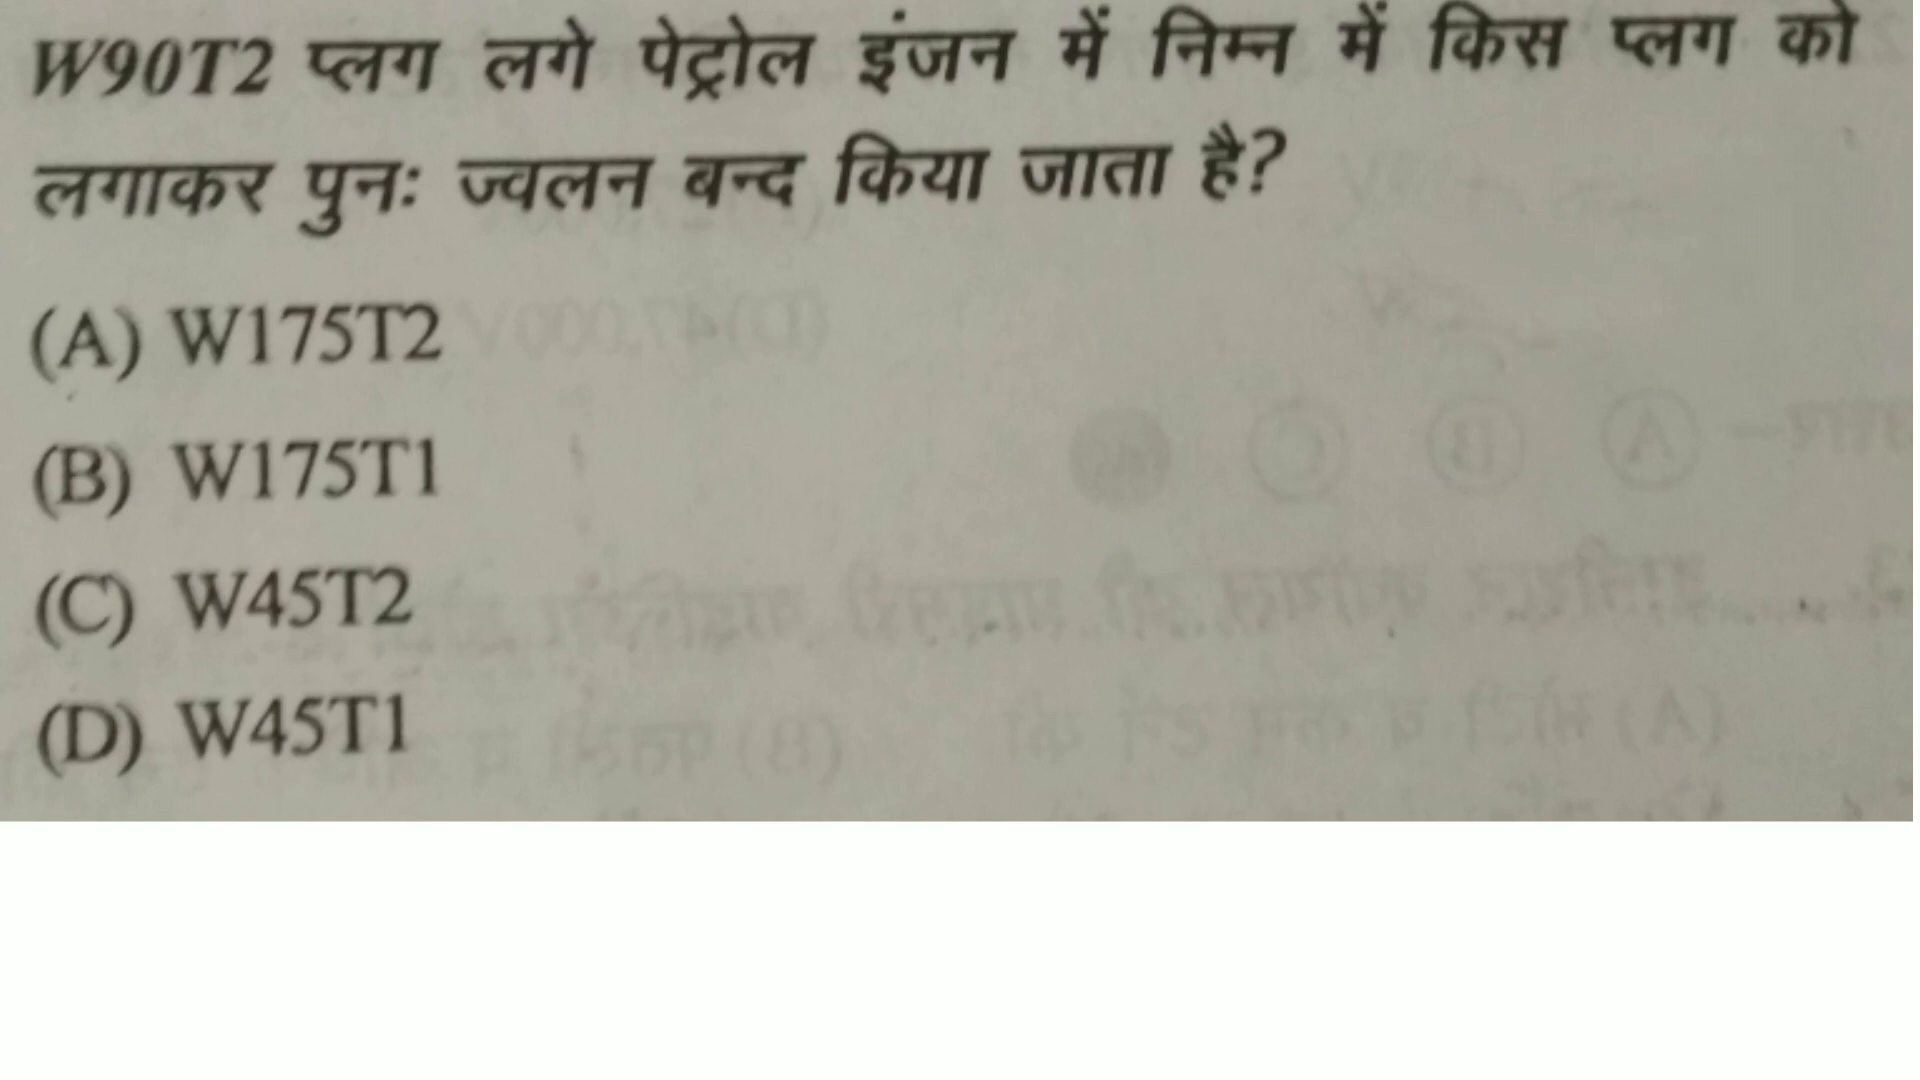 W90T2 प्लग लगे पेट्रोल इंजन में निम्न में किस प्लग को
लगाकर पुनः ज्वलन बन्द किया जाता है?
(A) W175T2
(B) W175T1
(C) W45T2
(D) W45T1